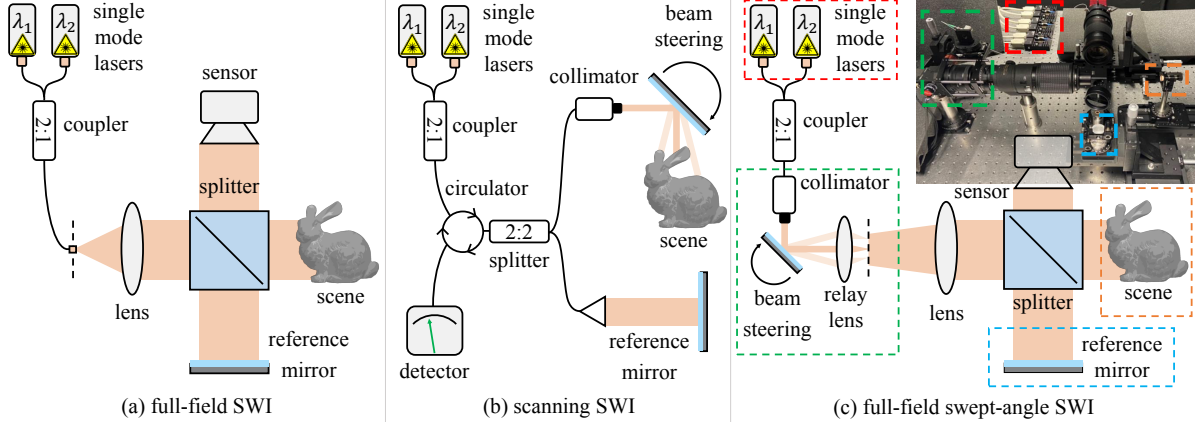 λ1 λ2 single
mode
lasers
sensor
2:1 coupler
splitter
lens
scene
reference
mirror
(a) full-field SWI
λ1 λ2 single
mode
lasers
beam
steering
collimator
2:1 coupler
circulator
2:2
splitter
scene
detector
reference
mirror
(b) scanning SWI
λ1 λ2 single
mode
lasers
2:1 coupler
collimator
sensor
beam
steering
relay
lens
lens
splitter
scene
reference
mirror
(c) full-field swept-angle SWI